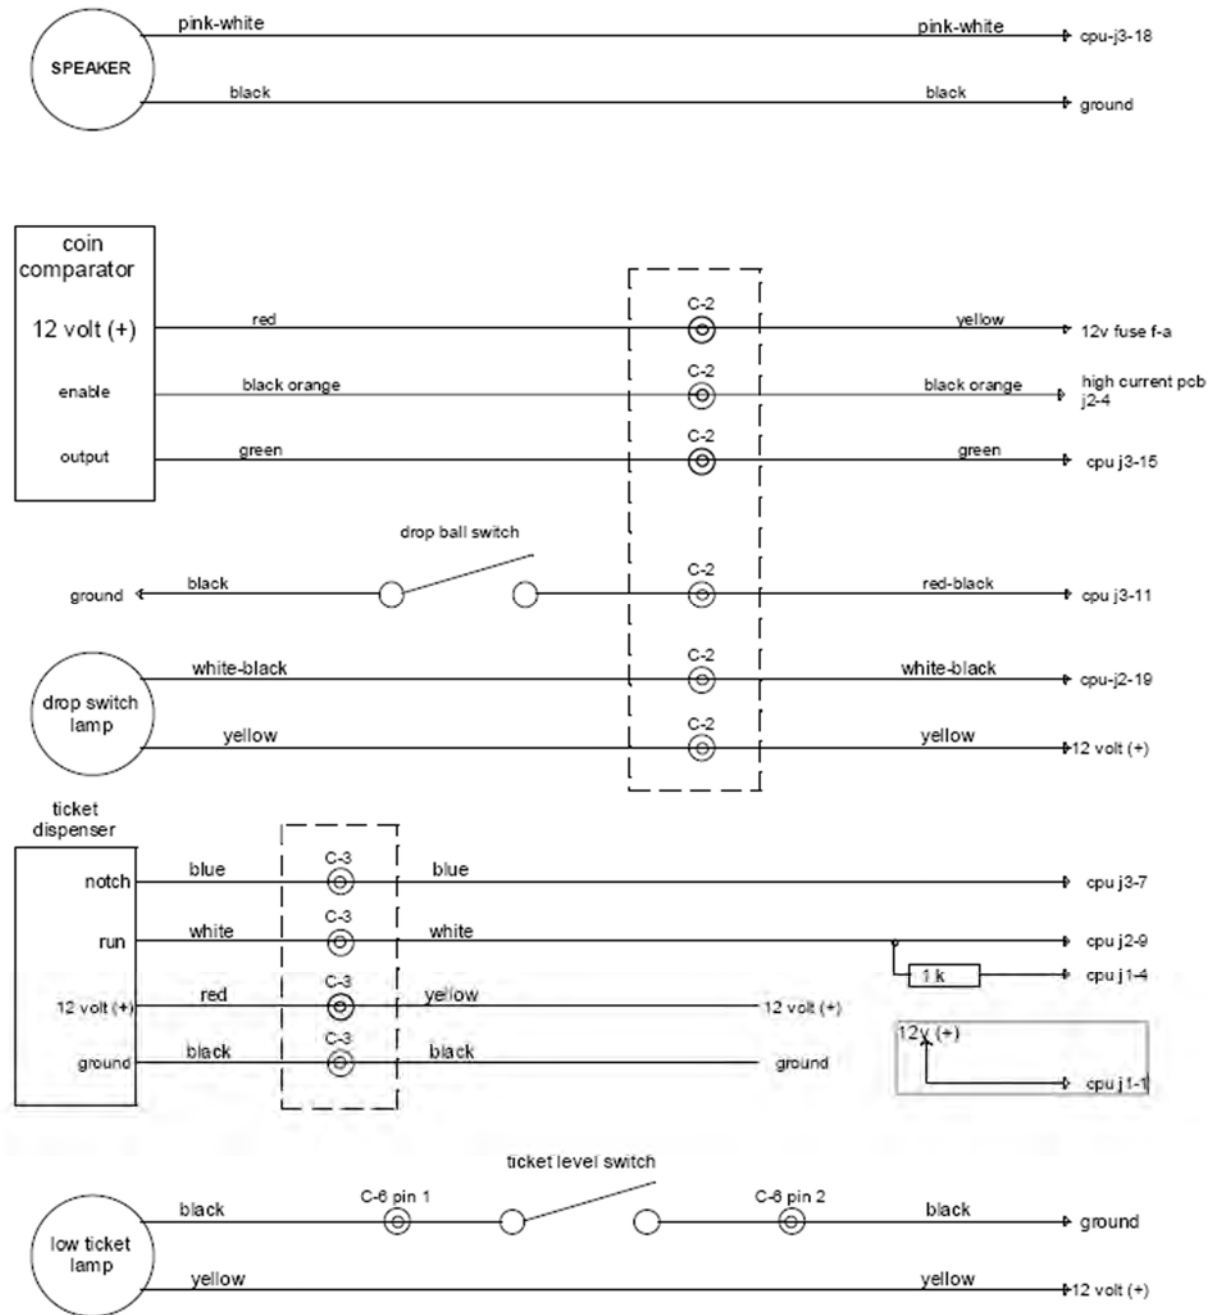 pink-white
pink-white
cpu-j3-18
SPEAKER
black
black
ground
coin
comparator
C-2
12 volt (+)
red
yellow
12v fuse f-a
C-2
enable
black orange
black orange
high current pcb
j2-4
C-2
output
green
green
cpu j3-15
drop ball switch
C-2
ground
black
red-black
cpu j3-11
C-2
white-black
white-black
cpu-j2-19
drop switch
lamp
C-2
yellow
yellow
12 volt (+)
ticket
dispenser
C-3
notch
blue
blue
cpu j3-7
C-3
run
white
white
cpu j2-9
1 k
cpu j1-4
C-3
12 volt (+)
red
yellow
12 volt (+)
12v (+)
C-3
ground
black
black
ground
cpu j1-1
ticket level switch
C-6 pin 1
C-6 pin 2
black
black
ground
low ticket
lamp
yellow
yellow
12 volt (+)